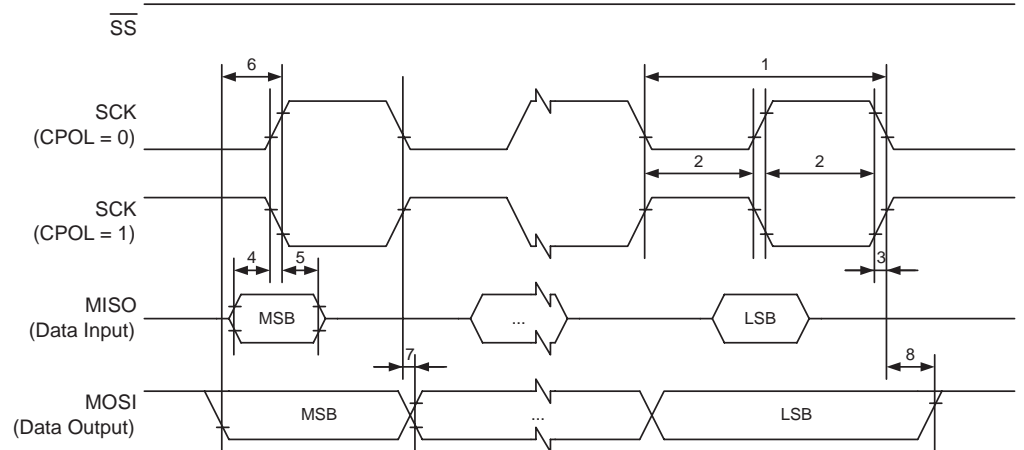 SS
6
1
SCK
(CPOL = 0)
2
2
SCK
(CPOL = 1)
4
5
3
MISO
(Data Input)
MSB
...
LSB
7
8
MOSI
(Data Output)
MSB
...
LSB